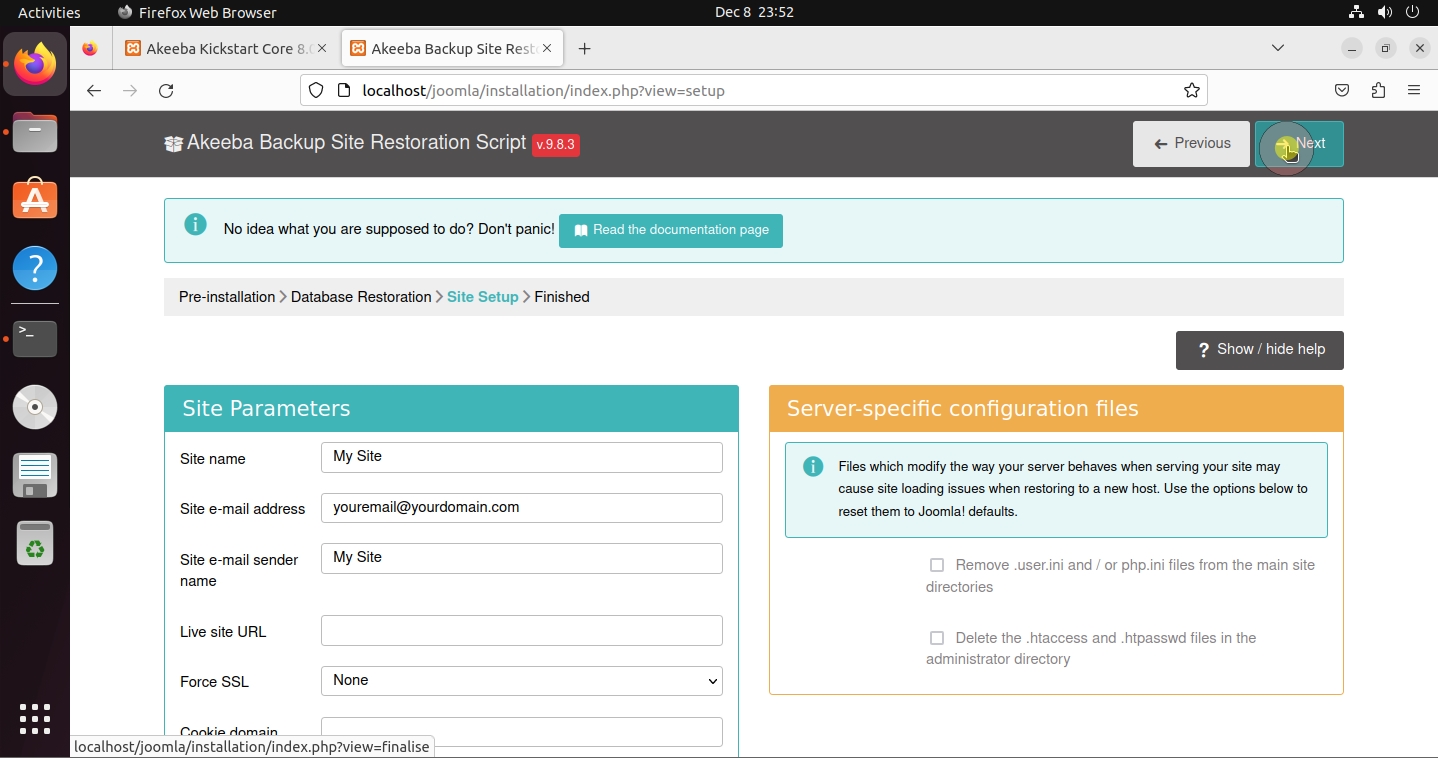 Activities
Firefox Web Browser
Dec 8 23:52
Akeeba Kickstart Core 8.
Akeeba Backup Site Rest
localhost/joomla/installation/index.php?view=setup
Akeeba Backup Site Restoration Script v.9.8.3
Previous
Next
No idea what you are supposed to do? Don't panic!
Read the documentation page
Pre-installation > Database Restoration > Site Setup > Finished
? Show / hide help
Site Parameters
Site name
My Site
Site e-mail address
youremail@yourdomain.com
Site e-mail sender
name
My Site
Live site URL
Force SSL
None
Cookie domain
Server-specific configuration files
Files which modify the way your server behaves when serving your site may
cause site loading issues when restoring to a new host. Use the options below to
reset them to Joomla! defaults.
Remove .user.ini and / or php.ini files from the main site
directories
Delete the .htaccess and .htpasswd files in the
administrator directory
localhost/joomla/installation/index.php?view=finalise